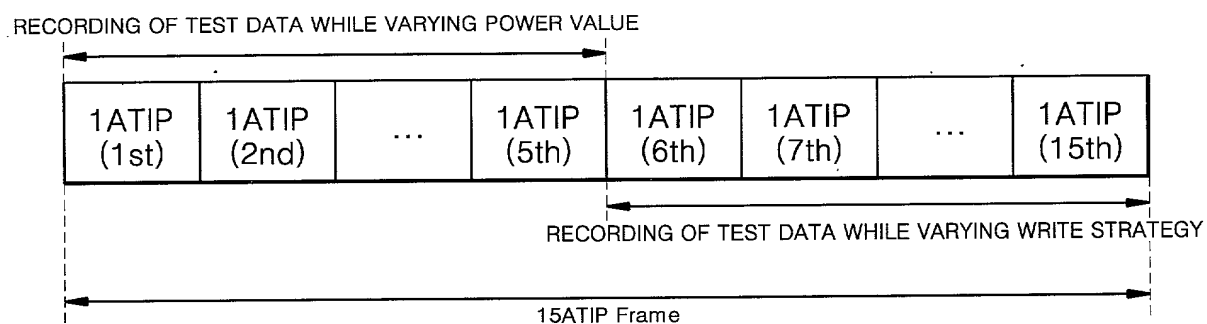 RECORDING OF TEST DATA WHILE VARYING POWER VALUE
1ATIP 1ATIP ... 1ATIP 1ATIP 1ATIP ... 1ATIP
(1st) (2nd) (5th) (6th) (7th) (15th)
RECORDING OF TEST DATA WHILE VARYING WRITE STRATEGY
15ATIP Frame